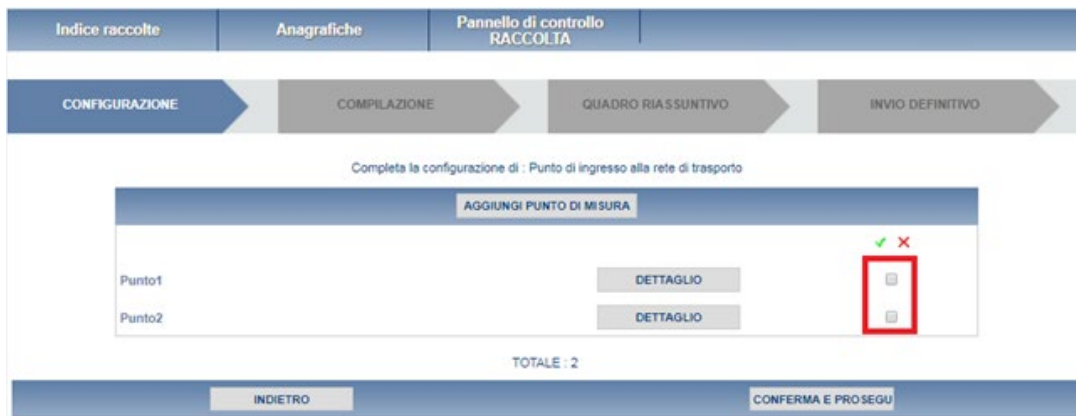 Indice raccolte
Anagrafiche
Pannello di controllo
RACCOLTA
CONFIGURAZIONE
COMPILAZIONE
QUADRO RIASSUNTIVO
INVIO DEFINITIVO
Completa la configurazione di : Punto di ingresso alla rete di trasporto
AGGIUNGI PUNTO DI MISURA
Punto1
DETTAGLIO
Punto2
DETTAGLIO
TOTALE : 2
INDIETRO
CONFERMA E PROSEGU